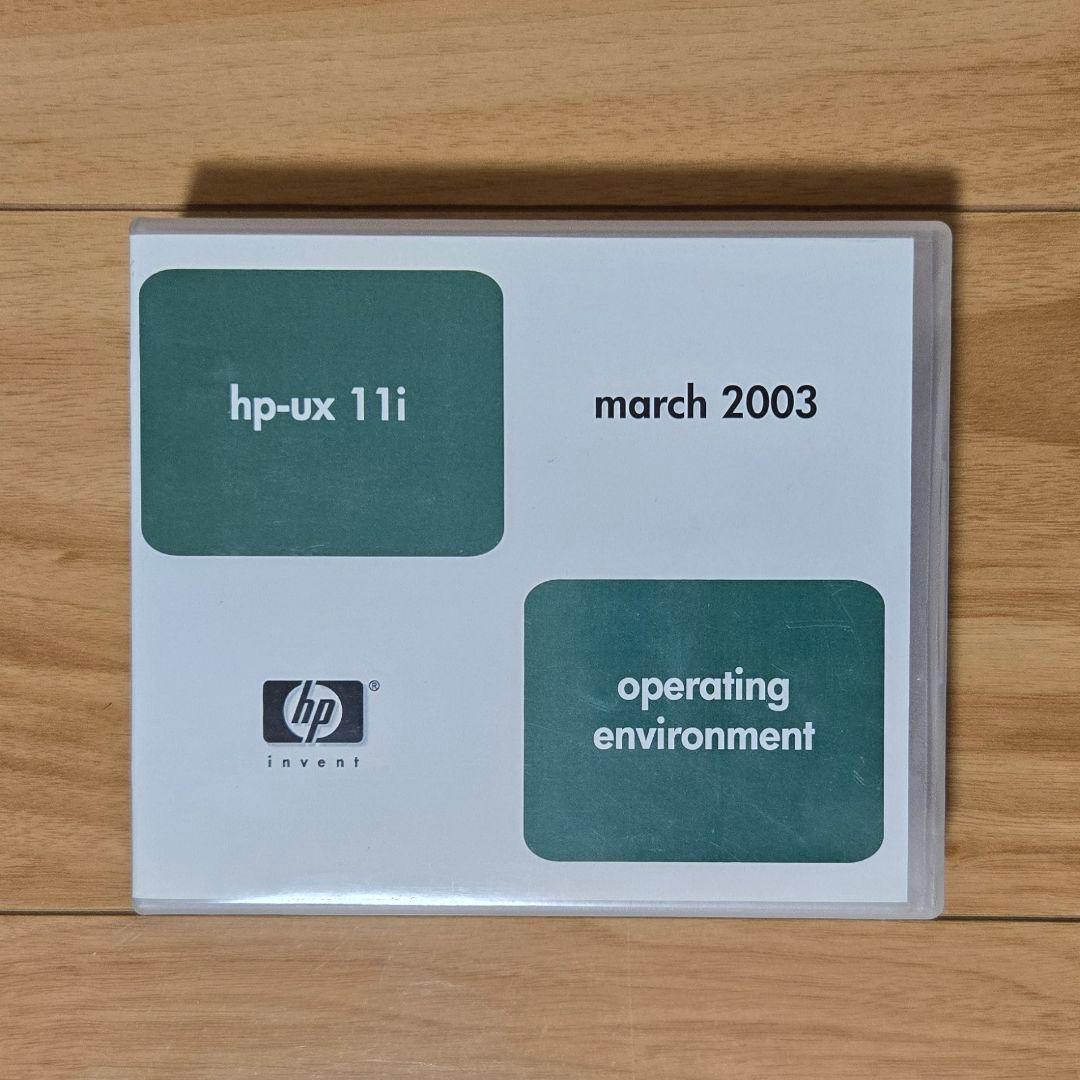 hp-ux 11i
march 2003
hp®
invent
operating
environment